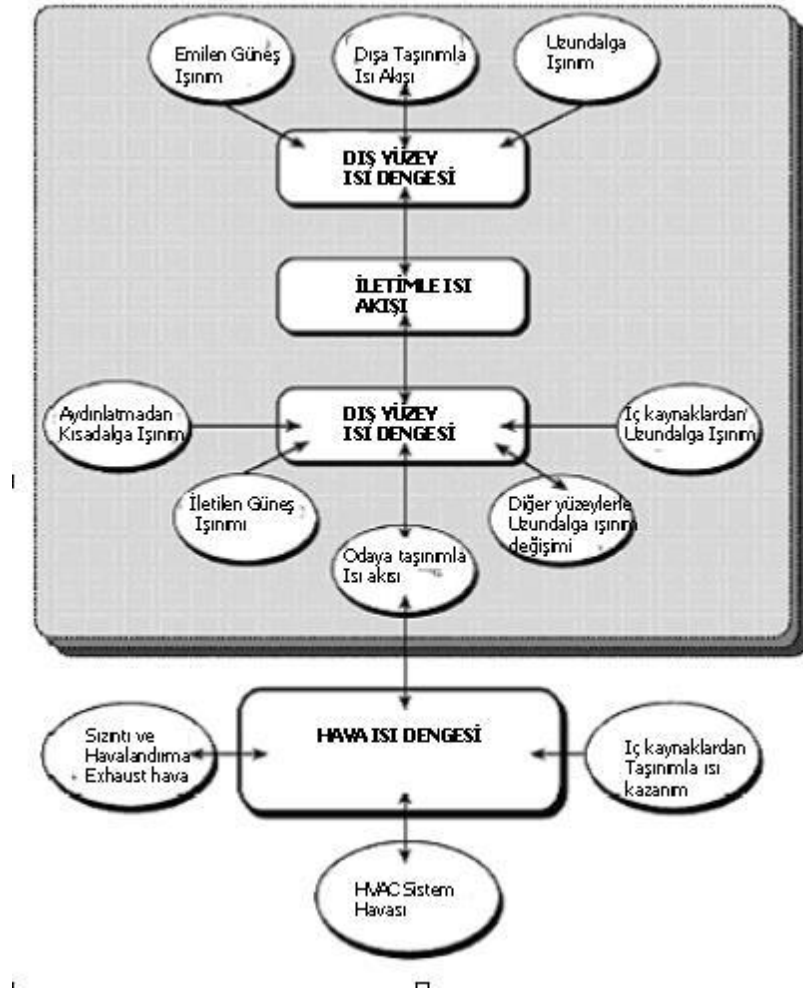 Emilen Güneş
Işınım
Dışa Taşınımla
Isı Akışı
Uzundalga
Işınım
DIŞ YÜZEY
ISI DENGESİ
İLETİMLE ISI
AKIŞI
Aydınlatmadan
Kısadalga Işınım
DIŞ YÜZEY
ISI DENGESİ
İç kaynaklardan
Uzundalga Işınım
İletilen Güneş
Işınımı
Diğer yüzeylerle
Uzundalga ışınım
değişimi
Odaya taşınımla
Isı akısı
Sızıntı ve
Havalandırma
Exhaust hava
HAVA ISI DENGESİ
İç kaynaklardan
Taşınımla ısı
kazanım
HVAC Sistem
Havası